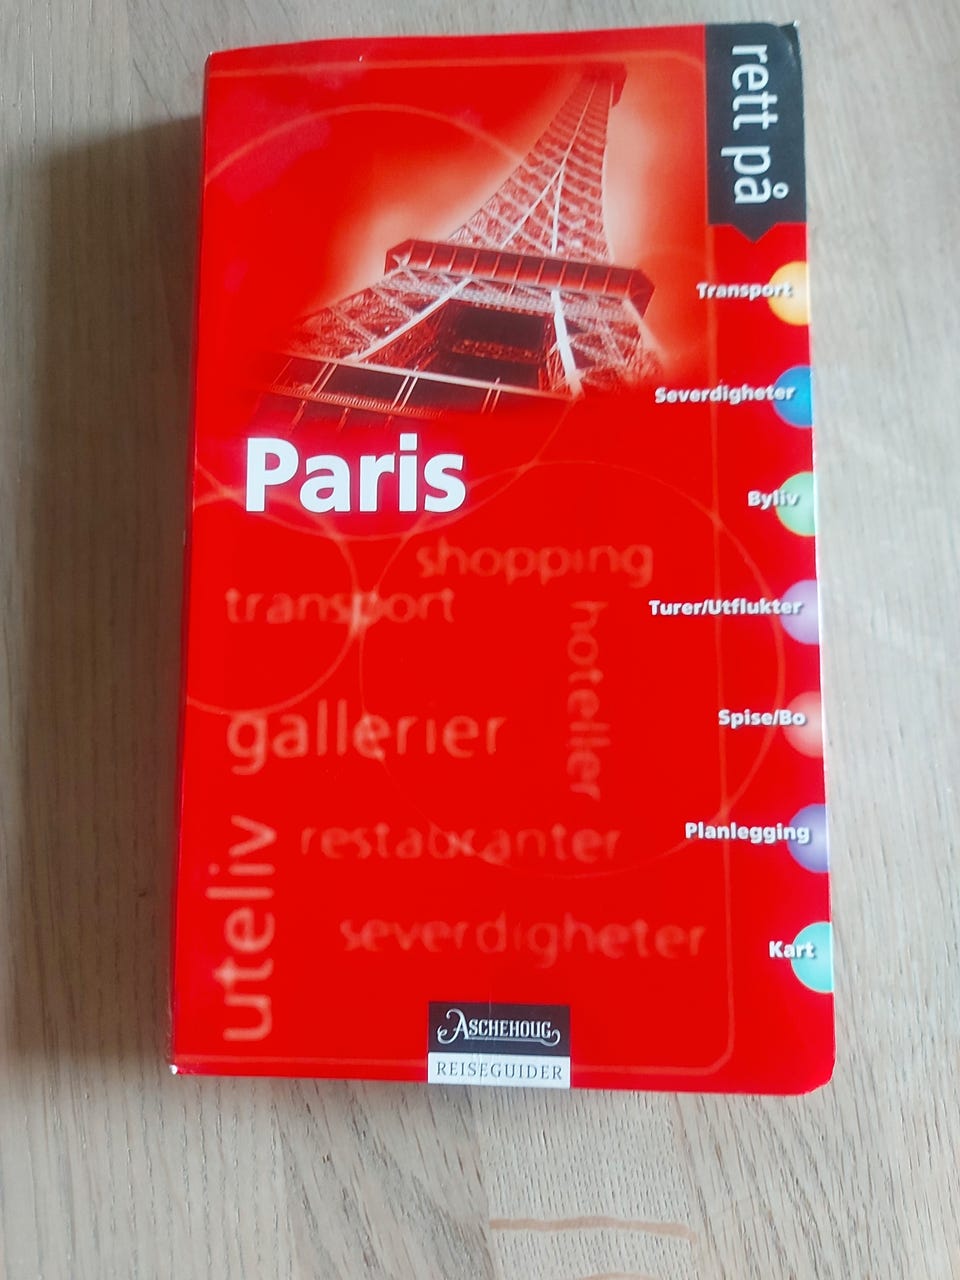 rett på
Transport
Severdigheter
Byliv
Paris
shopping
transport
Turer/Utflukter
hoteller
gallerier
Spise/Bo
uteliv
restauranter
Planlegging
severdigheter
Kart
ASCHEHOUG
REISEGUIDER